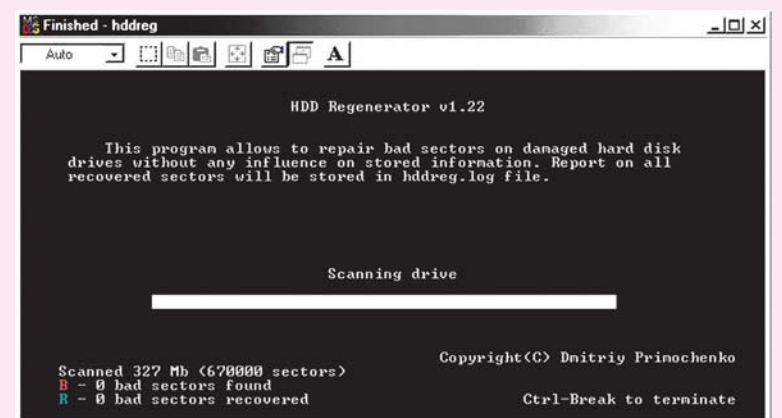 Finished - hddreg
Auto
A
HDD Regenerator v1.22
This program allows to repair bad sectors on damaged hard disk
drives without any influence on stored information. Report on all
recovered sectors will be stored in hddreg.log file.
Scanning drive
Copyright(C) Dmitriy Primochenko
Scanned 327 Mb (670000 sectors)
B - 0 bad sectors found
R - 0 bad sectors recovered
Ctrl-Break to terminate